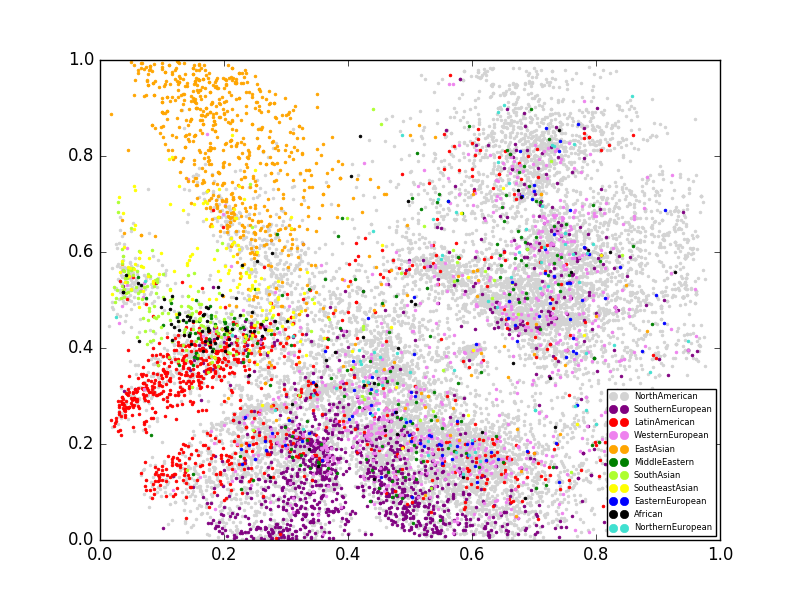 1.0
0.8
0.6
0.4
0.2
0.0
0.0 0.2 0.4 0.6 0.8 1.0
NorthAmerican
SouthernEuropean
LatinAmerican
WesternEuropean
EastAsian
MiddleEastern
SouthAsian
SoutheastAsian
EasternEuropean
African
NorthernEuropean